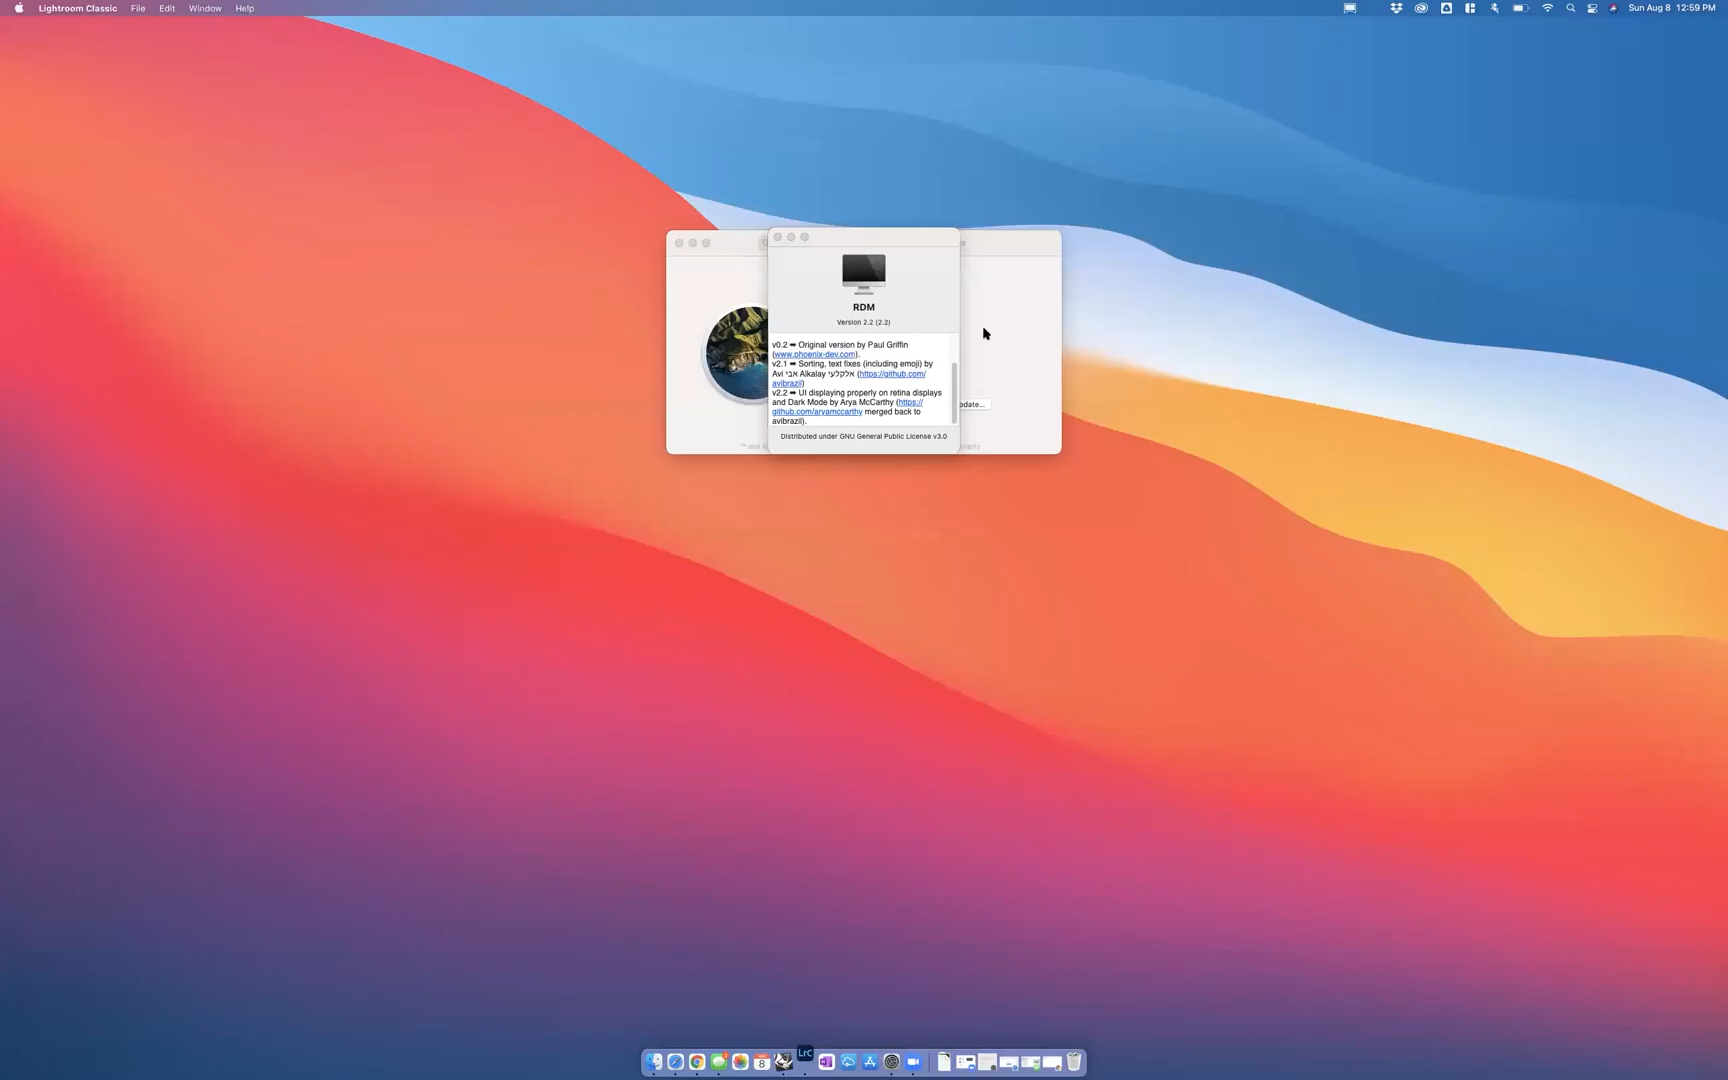 Lightroom Classic File Edit Window Help Sun Aug 8 12:59 PM
RDM
Version 2.2 (2.2)
v0.2 ➡ Original version by Paul Griffin
(www.phoenix-dev.com).
v2.1 ➡ Sorting, text fixes (including emoji) by
Avi אבי Alkalay אלקלעי (https://github.com/
avibrazil)
v2.2 ➡ UI displaying properly on retina displays
and Dark Mode by Arya McCarthy (https://
github.com/aryamccarthy merged back to
avibrazil).
Distributed under GNU General Public License v3.0
pdate...
™ and
8
LrC